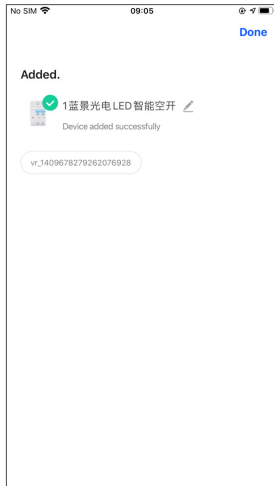 No SIM 09:05
Done
Added.
1蓝景光电LED智能空开
Device added successfully
vr_1409678279262076928